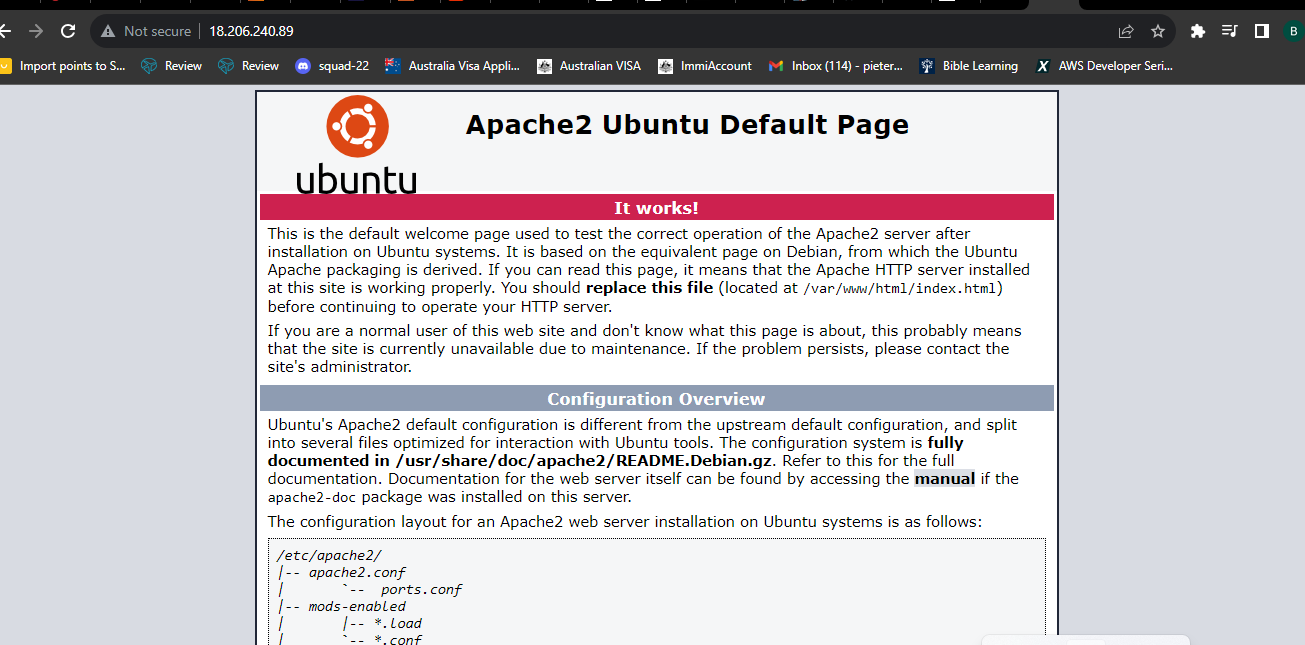 Not secure | 18.206.240.89
B
Import points to S... Review Review squad-22 Australia Visa Appli... Australian VISA ImmiAccount Inbox (114) - pieter... Bible Learning X AWS Developer Seri...
Apache2 Ubuntu Default Page
ubuntu
It works!
This is the default welcome page used to test the correct operation of the Apache2 server after
installation on Ubuntu systems. It is based on the equivalent page on Debian, from which the Ubuntu
Apache packaging is derived. If you can read this page, it means that the Apache HTTP server installed
at this site is working properly. You should replace this file (located at /var/www/html/index.html)
before continuing to operate your HTTP server.
If you are a normal user of this web site and don't know what this page is about, this probably means
that the site is currently unavailable due to maintenance. If the problem persists, please contact the
site's administrator.
Configuration Overview
Ubuntu's Apache2 default configuration is different from the upstream default configuration, and split
into several files optimized for interaction with Ubuntu tools. The configuration system is fully
documented in /usr/share/doc/apache2/README.Debian.gz. Refer to this for the full
documentation. Documentation for the web server itself can be found by accessing the manual if the
apache2-doc package was installed on this server.
The configuration layout for an Apache2 web server installation on Ubuntu systems is as follows:
/etc/apache2/
|-- apache2.conf
|       `--  ports.conf
|-- mods-enabled
|       |-- *.load
|       `-- *.conf